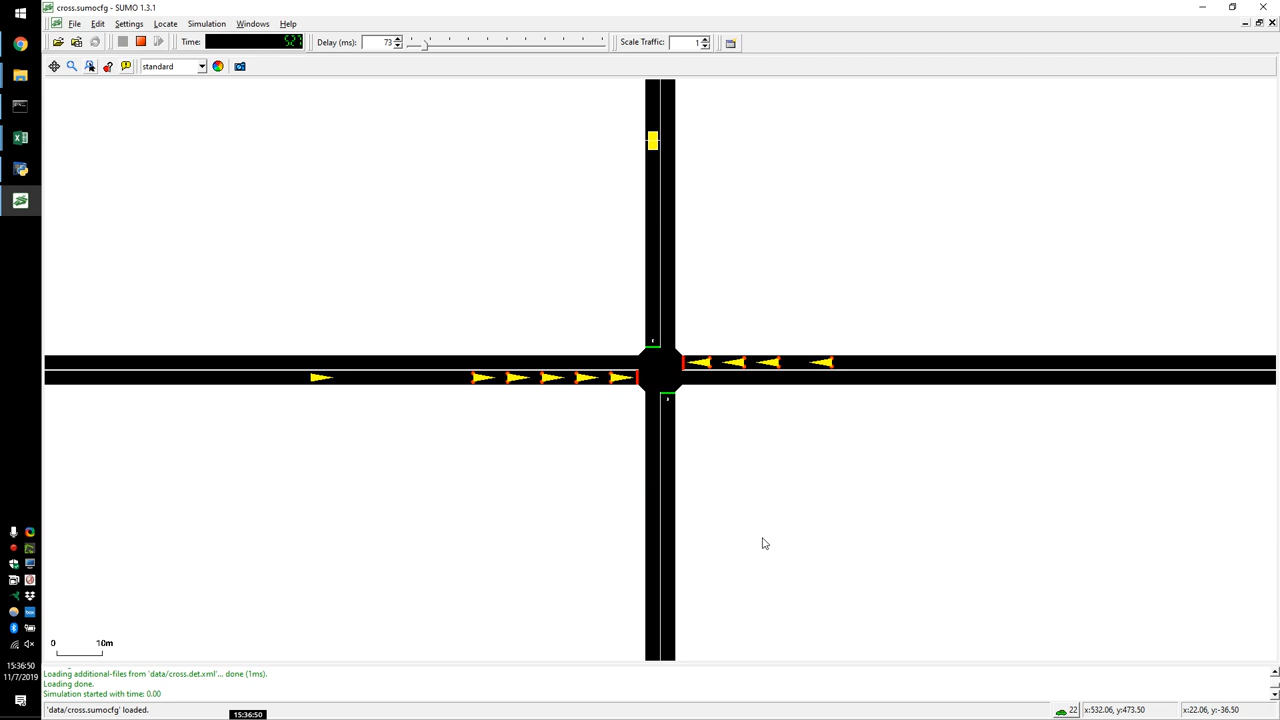 cross.sumocfg - SUMO 1.3.1
File Edit Settings Locate Simulation Windows Help
Time: 527 Delay (ms): 73 Scale Traffic: 1
standard
0 10m
Loading additional-files from 'data/cross.det.xml'... done (1ms).
Loading done.
Simulation started with time: 0.00
'data/cross.sumocfg' loaded.
15:36:50
22
x:532.06, y:473.50
x:22.06, y:-36.50
15:36:50
11/7/2019